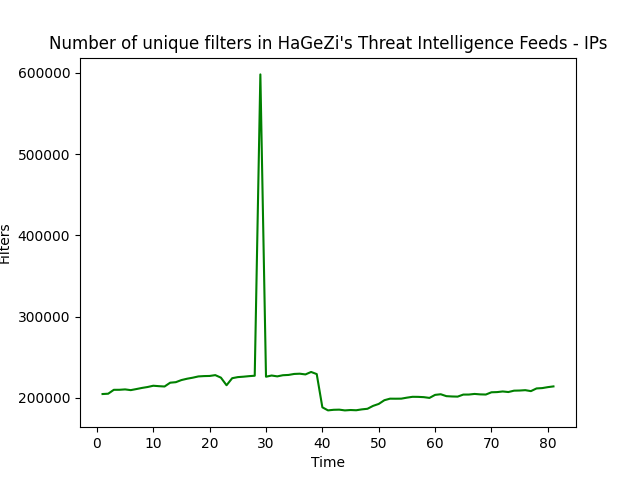 Number of unique filters in HaGeZi's Threat Intelligence Feeds - IPs
600000
500000
400000
300000
200000
Filters
0 10 20 30 40 50 60 70 80
Time